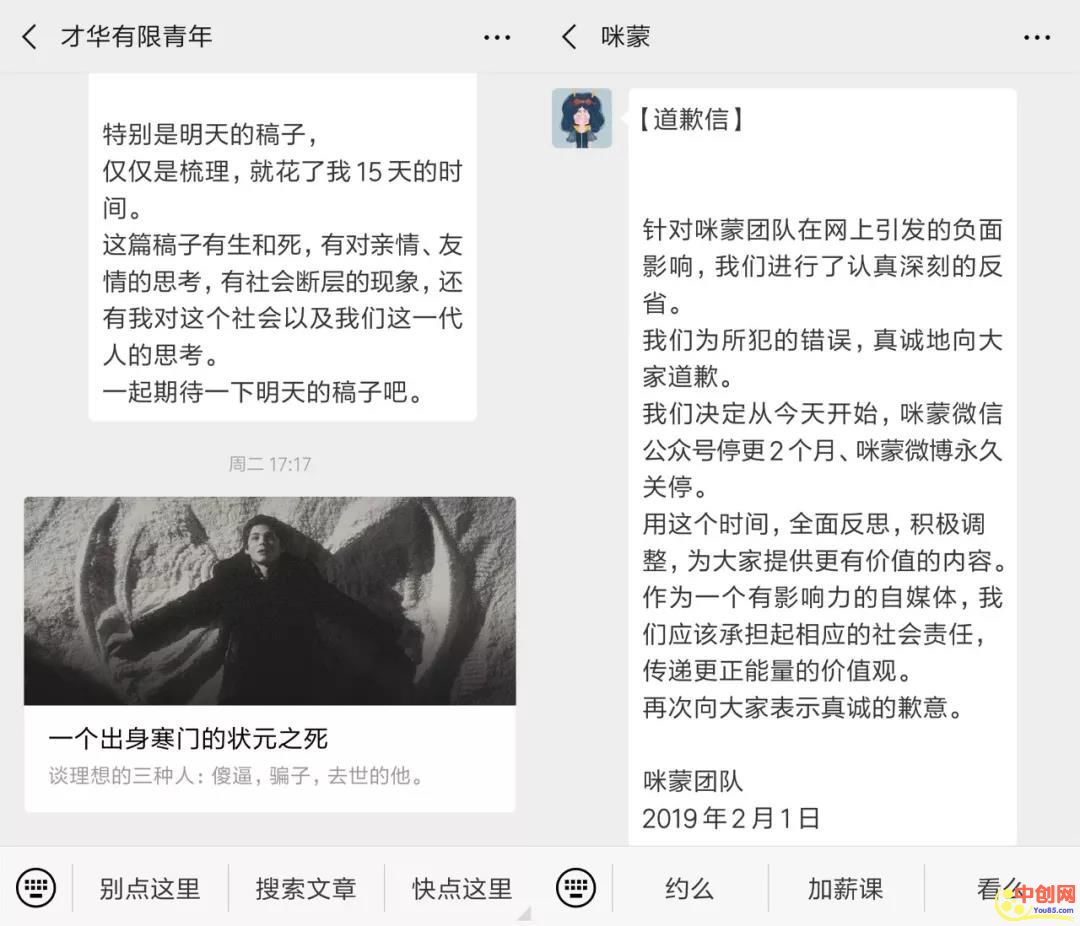 才华有限青年
特别是明天的稿子，
仅仅是梳理，就花了我 15 天的时
间。
这篇稿子有生和死，有对亲情、友
情的思考，有社会断层的现象，还
有我对这个社会以及我们这一代
人的思考。
一起期待一下明天的稿子吧。
周二 17:17
一个出身寒门的状元之死
谈理想的三种人：傻逼，骗子，去世的他。
别点这里
搜索文章
快点这里
咪蒙
【道歉信】
针对咪蒙团队在网上引发的负面
影响，我们进行了认真深刻的反
省。
我们为所犯的错误，真诚地向大
家道歉。
我们决定从今天开始，咪蒙微信
公众号停更 2 个月、咪蒙微博永久
关停。
用这个时间，全面反思，积极调
整，为大家提供更有价值的内容。
作为一个有影响力的自媒体，我
们应该承担起相应的社会责任，
传递更正能量的价值观。
再次向大家表示真诚的歉意。
咪蒙团队
2019 年 2 月 1 日
约么
加薪课
看么
中创网
You85.com